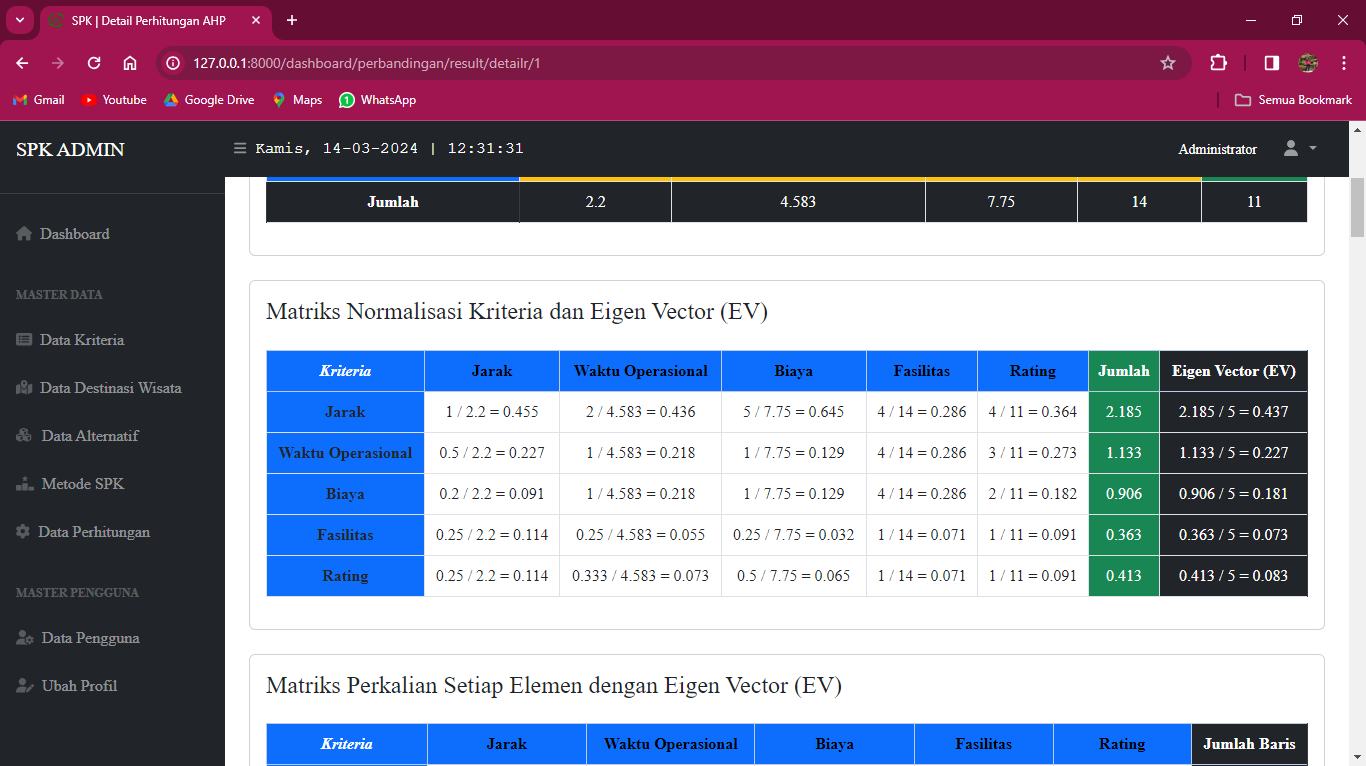 SPK | Detail Perhitungan AHP
127.0.0.1:8000/dashboard/perbandingan/result/detailr/1
Gmail Youtube Google Drive Maps 1 WhatsApp Semua Bookmark
SPK ADMIN Kamis, 14-03-2024 | 12:31:31 Administrator
Jumlah 2.2 4.583 7.75 14 11
Dashboard
MASTER DATA
Data Kriteria
Data Destinasi Wisata
Data Alternatif
Metode SPK
Data Perhitungan
MASTER PENGGUNA
Data Pengguna
Ubah Profil
Matriks Normalisasi Kriteria dan Eigen Vector (EV)
Kriteria Jarak Waktu Operasional Biaya Fasilitas Rating Jumlah Eigen Vector (EV)
Jarak 1 / 2.2 = 0.455 2 / 4.583 = 0.436 5 / 7.75 = 0.645 4 / 14 = 0.286 4 / 11 = 0.364 2.185 2.185 / 5 = 0.437
Waktu Operasional 0.5 / 2.2 = 0.227 1 / 4.583 = 0.218 1 / 7.75 = 0.129 4 / 14 = 0.286 3 / 11 = 0.273 1.133 1.133 / 5 = 0.227
Biaya 0.2 / 2.2 = 0.091 1 / 4.583 = 0.218 1 / 7.75 = 0.129 4 / 14 = 0.286 2 / 11 = 0.182 0.906 0.906 / 5 = 0.181
Fasilitas 0.25 / 2.2 = 0.114 0.25 / 4.583 = 0.055 0.25 / 7.75 = 0.032 1 / 14 = 0.071 1 / 11 = 0.091 0.363 0.363 / 5 = 0.073
Rating 0.25 / 2.2 = 0.114 0.333 / 4.583 = 0.073 0.5 / 7.75 = 0.065 1 / 14 = 0.071 1 / 11 = 0.091 0.413 0.413 / 5 = 0.083
Matriks Perkalian Setiap Elemen dengan Eigen Vector (EV)
Kriteria Jarak Waktu Operasional Biaya Fasilitas Rating Jumlah Baris